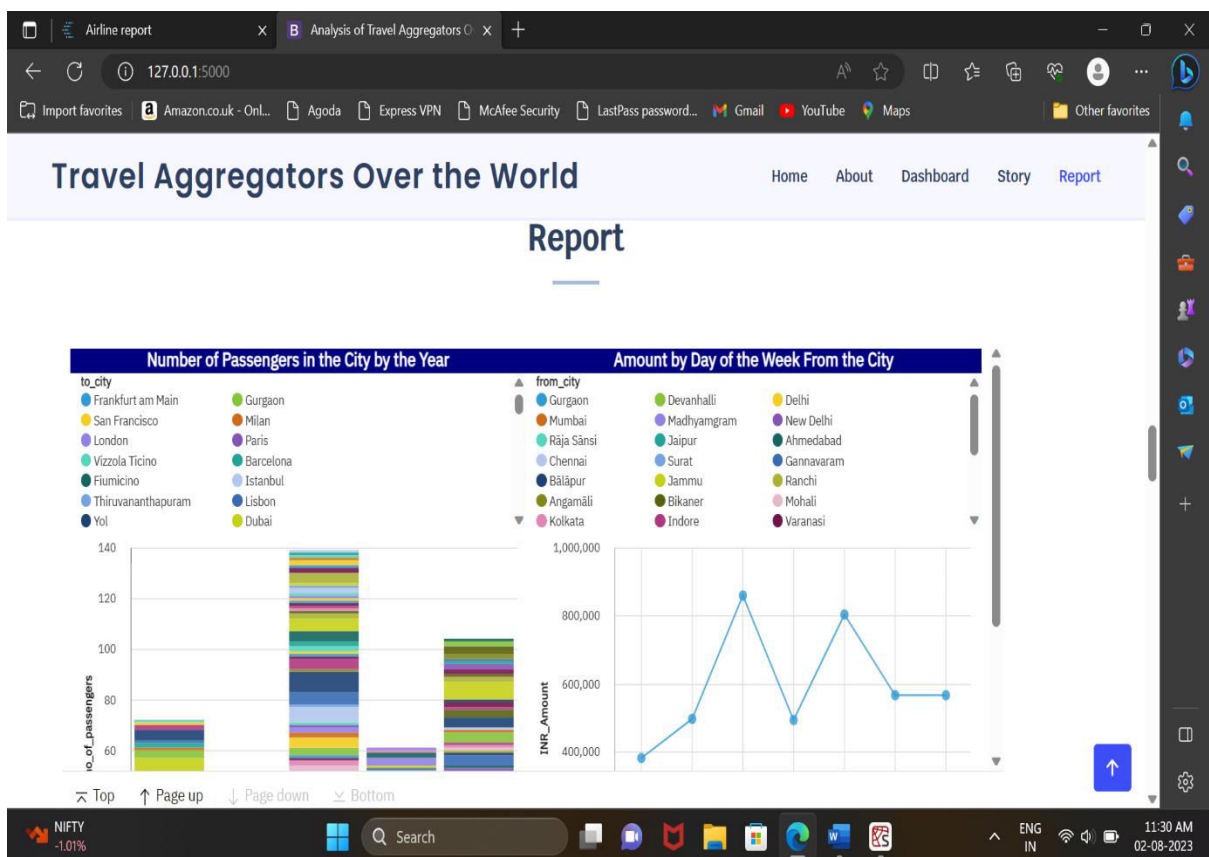 Airline report
B Analysis of Travel Aggregators O
127.0.0.1:5000
Import favorites a Amazon.co.uk - Onl... Agoda Express VPN McAfee Security LastPass password... Gmail YouTube Maps Other favorites
Travel Aggregators Over the World Home About Dashboard Story Report
Report
Number of Passengers in the City by the Year
to_city
Frankfurt am Main Gurgaon
San Francisco Milan
London Paris
Vizzola Ticino Barcelona
Fiumicino Istanbul
Thiruvananthapuram Lisbon
Yol Dubai
140
120
100
80
60
o_of_passengers
Amount by Day of the Week From the City
from_city
Gurgaon Devanhalli Delhi
Mumbai Madhyamgram New Delhi
Rāja Sānsi Jaipur Ahmedabad
Chennai Surat Gannavaram
Bālāpur Jammu Ranchi
Angamāli Bikaner Mohali
Kolkata Indore Varanasi
1,000,000
800,000
600,000
400,000
INR_Amount
Top Page up Page down Bottom
NIFTY
-1.01%
Search
ENG
IN
11:30 AM
02-08-2023